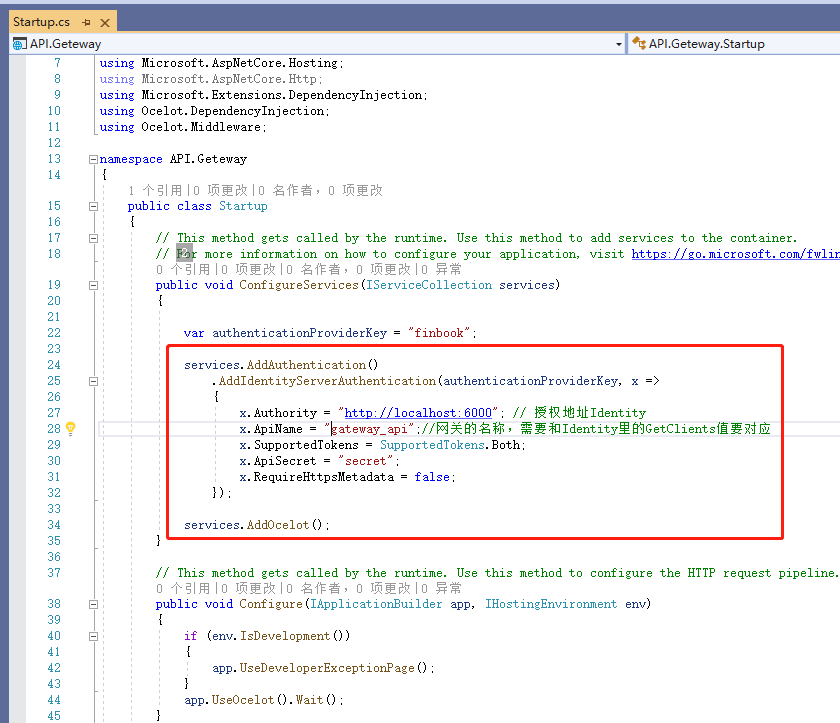 Startup.cs
API.Geteway API.Geteway.Startup
7 using Microsoft.AspNetCore.Hosting;
8 using Microsoft.AspNetCore.Http;
9 using Microsoft.Extensions.DependencyInjection;
10 using Ocelot.DependencyInjection;
11 using Ocelot.Middleware;
12
13 namespace API.Geteway
14 {
1 个引用|0 项更改|0 名作者，0 项更改
15 public class Startup
16 {
17 // This method gets called by the runtime. Use this method to add services to the container.
18 // For more information on how to configure your application, visit https://go.microsoft.com/fwlin
0 个引用|0 项更改|0 名作者，0 项更改|0 异常
19 public void ConfigureServices(IServiceCollection services)
20 {
21
22 var authenticationProviderKey = "finbook";
23
24 services.AddAuthentication()
25 .AddIdentityServerAuthentication(authenticationProviderKey, x =>
26 {
27 x.Authority = "http://localhost:6000"; // 授权地址Identity
28 x.ApiName = "gateway_api";//网关的名称，需要和Identity里的GetClients值要对应
29 x.SupportedTokens = SupportedTokens.Both;
30 x.ApiSecret = "secret";
31 x.RequireHttpsMetadata = false;
32 });
33
34 services.AddOcelot();
35 }
36
37 // This method gets called by the runtime. Use this method to configure the HTTP request pipeline.
0 个引用|0 项更改|0 名作者，0 项更改|0 异常
38 public void Configure(IApplicationBuilder app, IHostingEnvironment env)
39 {
40 if (env.IsDevelopment())
41 {
42 app.UseDeveloperExceptionPage();
43 }
44 app.UseOcelot().Wait();
45 }